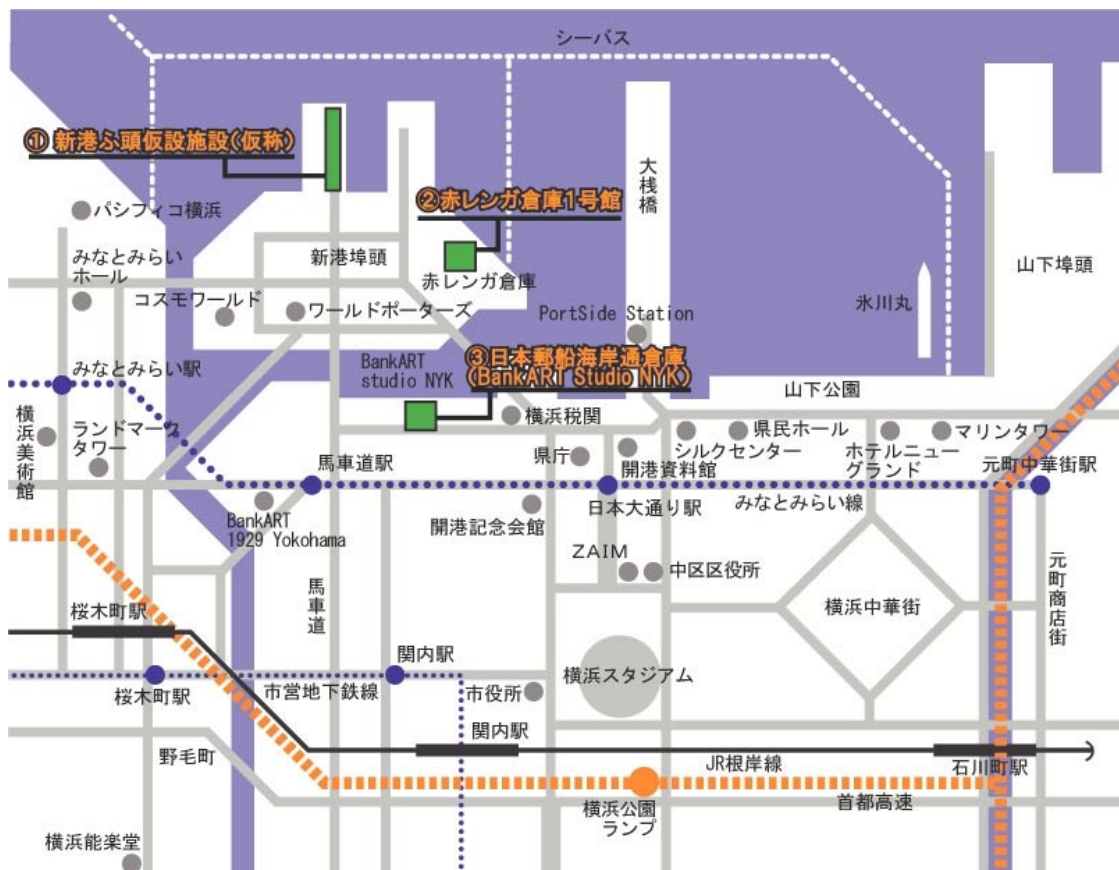 シーバス
① 新港ふ頭仮設施設(仮称)
大桟橋
②赤レンガ倉庫1号館
パシフィコ横浜
みなとみらい
ホール
新港埠頭
赤レンガ倉庫
山下埠頭
コスモワールド
ワールドポーターズ
PortSide Station
氷川丸
みなとみらい駅
BankART
studio NYK
③日本郵船海岸通倉庫
(BankART Studio NYK)
山下公園
横浜美術館
ランドマーク
タワー
横浜税関
馬車道駅
県庁
開港資料館
シルクセンター
県民ホール
ホテルニュー
グランド
マリンタワー
元町中華街駅
BankART
1929 Yokohama
開港記念会館
日本大通り駅
みなとみらい線
ZAIM
中区区役所
馬車道
横浜中華街
元町商店街
桜木町駅
関内駅
横浜スタジアム
桜木町駅
市営地下鉄線
市役所
野毛町
関内駅
JR根岸線
石川町駅
横浜公園
ランプ
首都高速
横浜能楽堂